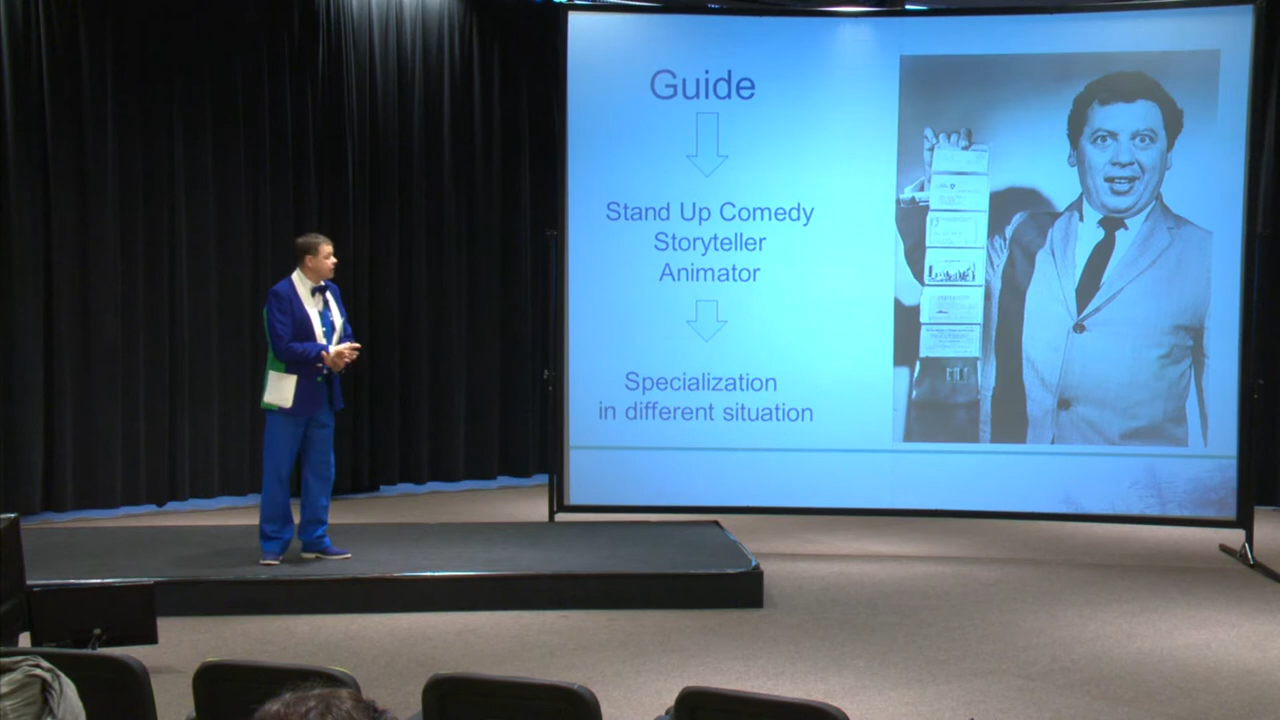 Guide
Stand Up Comedy
Storyteller
Animator
Specialization
in different situation